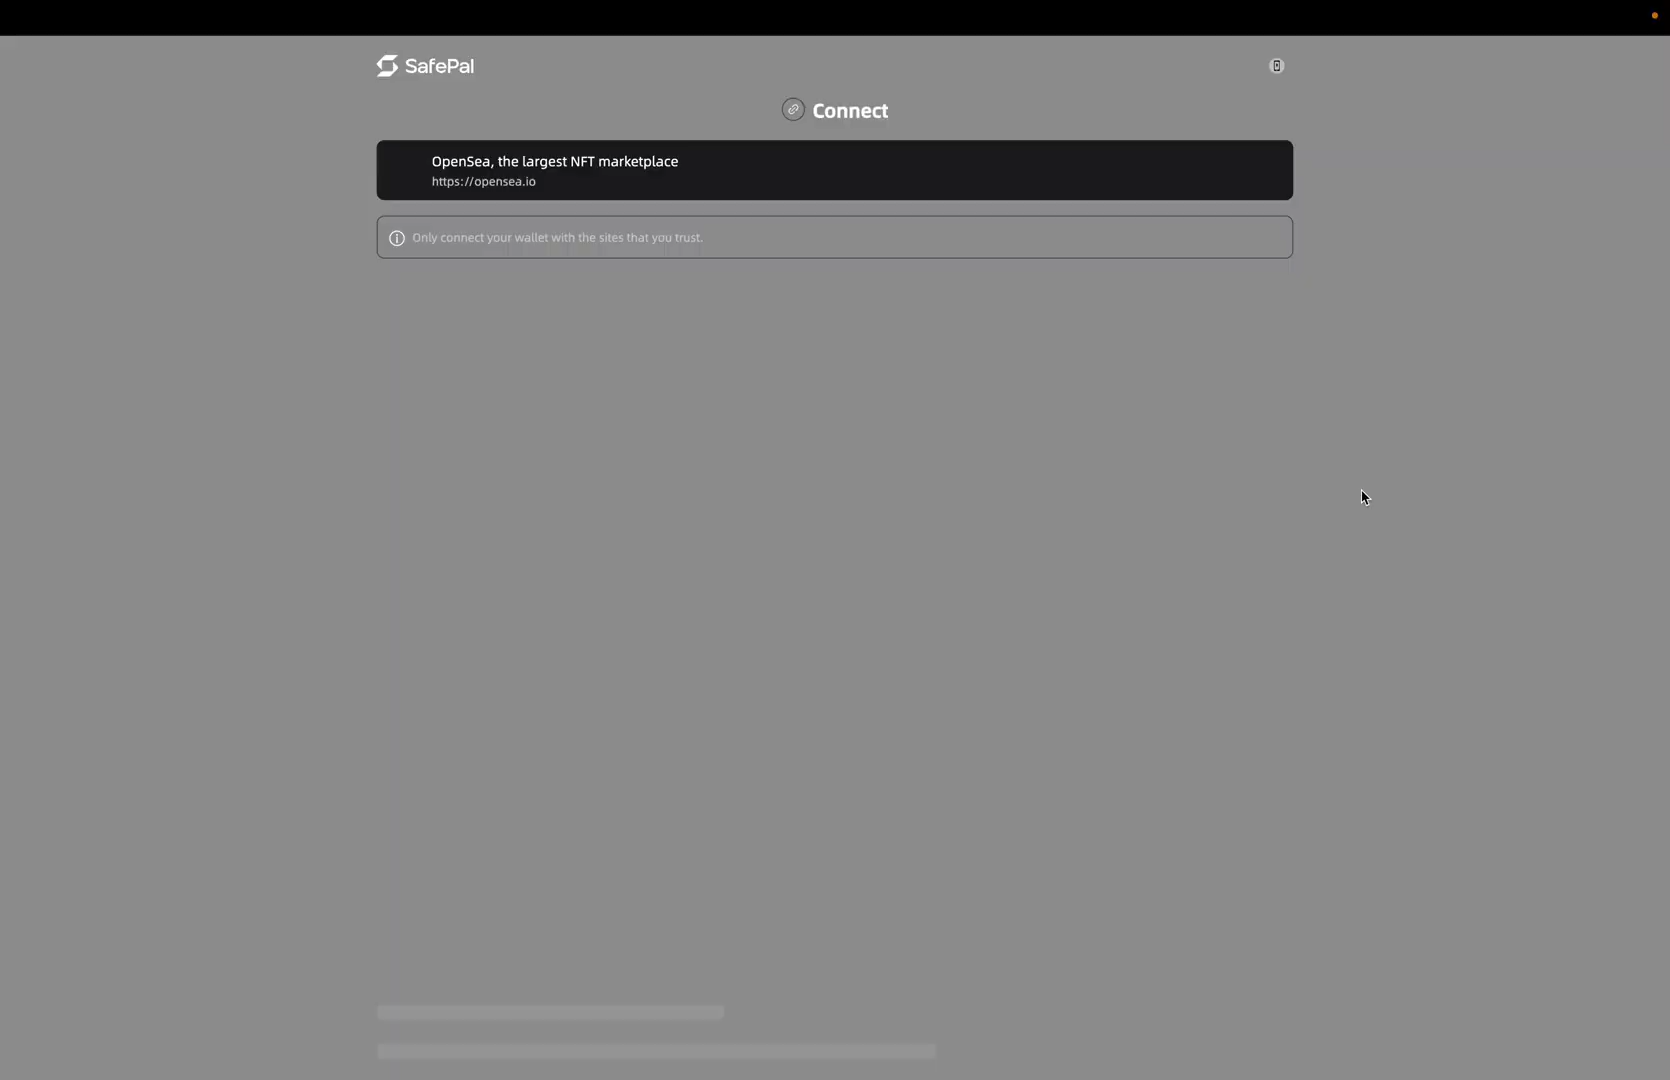 SafePal
Connect
OpenSea, the largest NFT marketplace
https://opensea.io
Only connect your wallet with the sites that you trust.